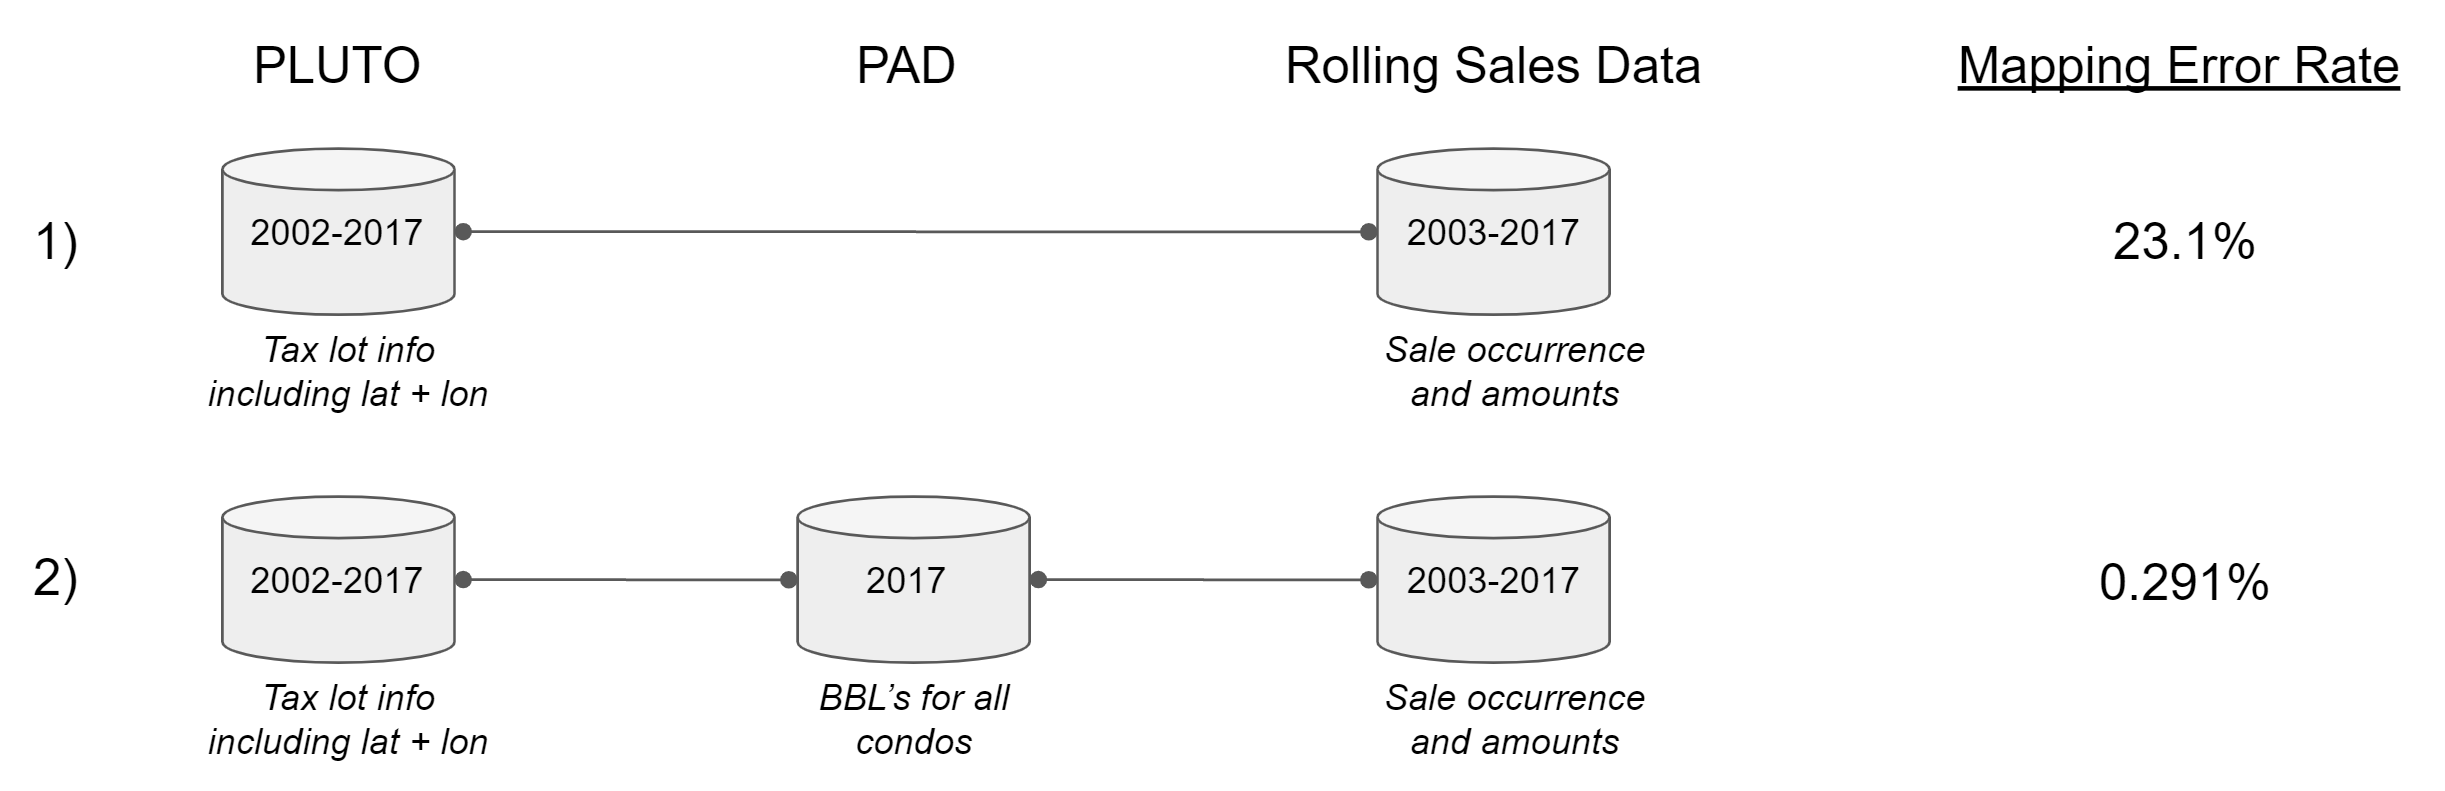 PLUTO PAD Rolling Sales Data Mapping Error Rate
1) 2002-2017 2003-2017 23.1%
Tax lot info Sale occurrence
including lat + lon and amounts
2) 2002-2017 2017 2003-2017 0.291%
Tax lot info BBL’s for all Sale occurrence
including lat + lon condos and amounts